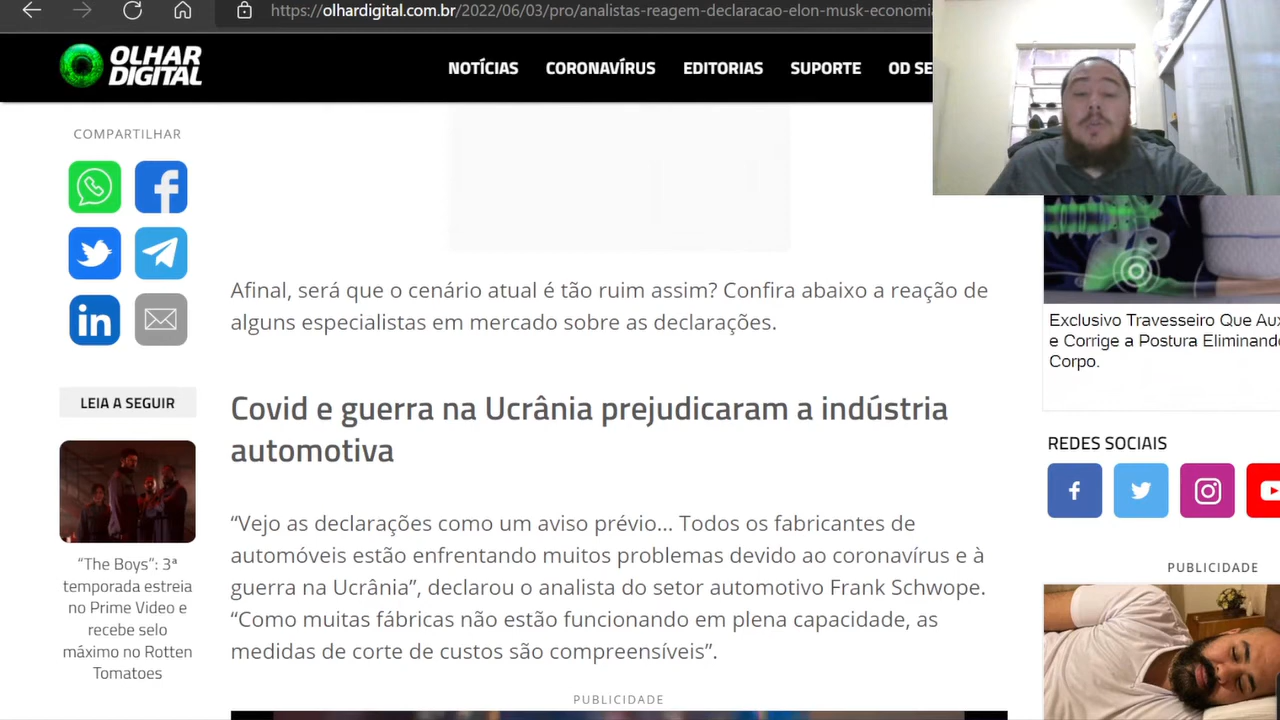 https://olhardigital.com.br/2022/06/03/pro/analistas-reagem-declaracao-elon-musk-economi
OLHAR
DIGITAL
NOTÍCIAS CORONAVÍRUS EDITORIAS SUPORTE OD SE
COMPARTILHAR
Afinal, será que o cenário atual é tão ruim assim? Confira abaixo a reação de
alguns especialistas em mercado sobre as declarações.
Covid e guerra na Ucrânia prejudicaram a indústria
automotiva
“Vejo as declarações como um aviso prévio... Todos os fabricantes de
automóveis estão enfrentando muitos problemas devido ao coronavírus e à
guerra na Ucrânia”, declarou o analista do setor automotivo Frank Schwope.
“Como muitas fábricas não estão funcionando em plena capacidade, as
medidas de corte de custos são compreensíveis”.
PUBLICIDADE
LEIA A SEGUIR
“The Boys”: 3ª
temporada estreia
no Prime Video e
recebe selo
máximo no Rotten
Tomatoes
Exclusivo Travesseiro Que Aux
e Corrige a Postura Eliminando
Corpo.
REDES SOCIAIS
PUBLICIDADE